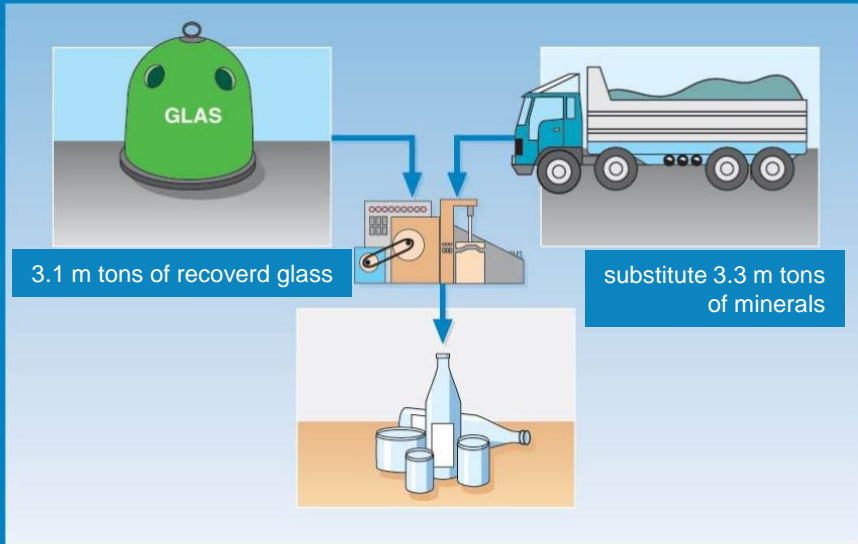 GLAS
3.1 m tons of recoverd glass
substitute 3.3 m tons
of minerals